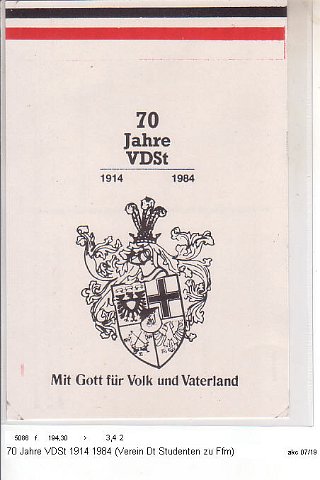 70
Jahre
VDSt
1914 1984
Mit Gott für Volk und Vaterland
5086 f 194,30 > 3,4 2
70 Jahre VDSt 1914 1984 (Verein Dt Studenten zu Ffm) ako 07/19